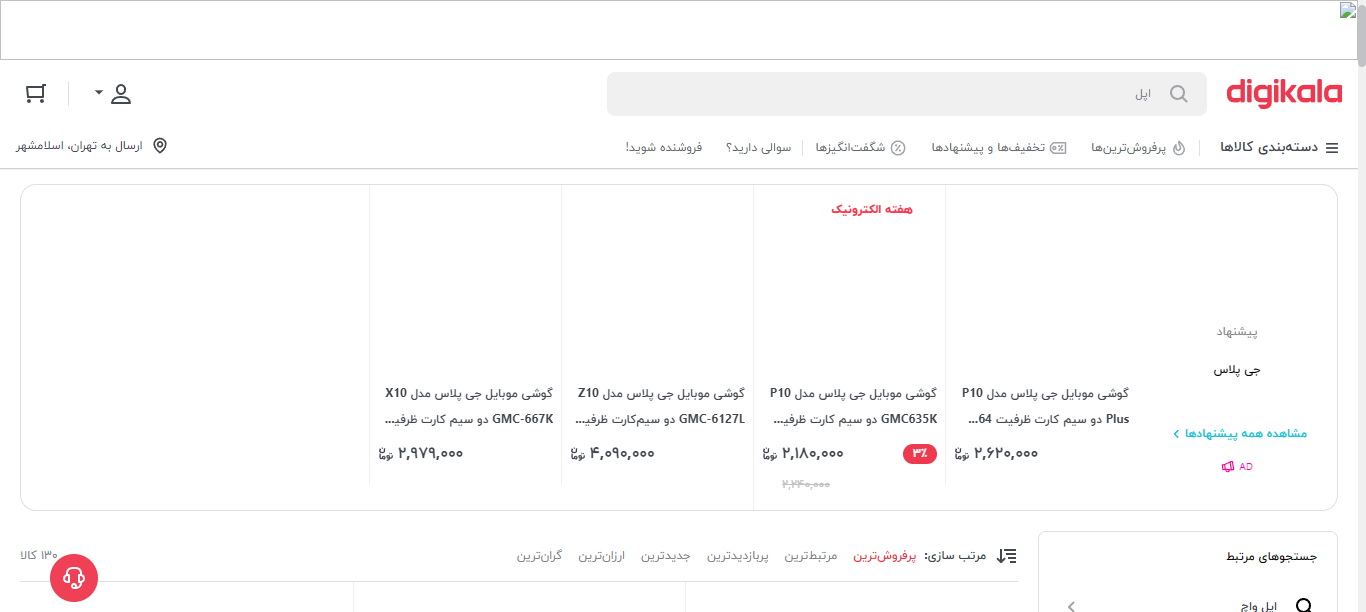 digikala
اپل
دسته‌بندی کالاها
پرفروش‌ترین‌ها
تخفیف‌ها و پیشنهادها
شگفت‌انگیزها
سوالی دارید؟
فروشنده شوید!
ارسال به تهران، اسلامشهر
پیشنهاد
جی پلاس
مشاهده همه پیشنهادها
AD
گوشی موبایل جی پلاس مدل P10
Plus دو سیم کارت ظرفیت 64...
۲,۶۲۰,۰۰۰ تومان
هفته الکترونیک
گوشی موبایل جی پلاس مدل P10
GMC635K دو سیم کارت ظرفیـ...
۳٪
۲,۱۸۰,۰۰۰ تومان
۲,۲۴۰,۰۰۰
گوشی موبایل جی پلاس مدل Z10
GMC-6127L دو سیم‌کارت ظرفیـ...
۴,۰۹۰,۰۰۰ تومان
گوشی موبایل جی پلاس مدل X10
GMC-667K دو سیم کارت ظرفیـ...
۲,۹۷۹,۰۰۰ تومان
جستجوهای مرتبط
اپل واچ
مرتب سازی:
پرفروش‌ترین
مرتبط‌ترین
پربازدیدترین
جدیدترین
ارزان‌ترین
گران‌ترین
۱۳۰ کالا